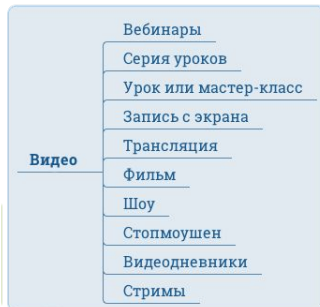 Вебинары
Серия уроков
Урок или мастер-класс
Запись с экрана
Трансляция
Видео
Фильм
Шоу
Стопмоушен
Видеодневники
Стримы